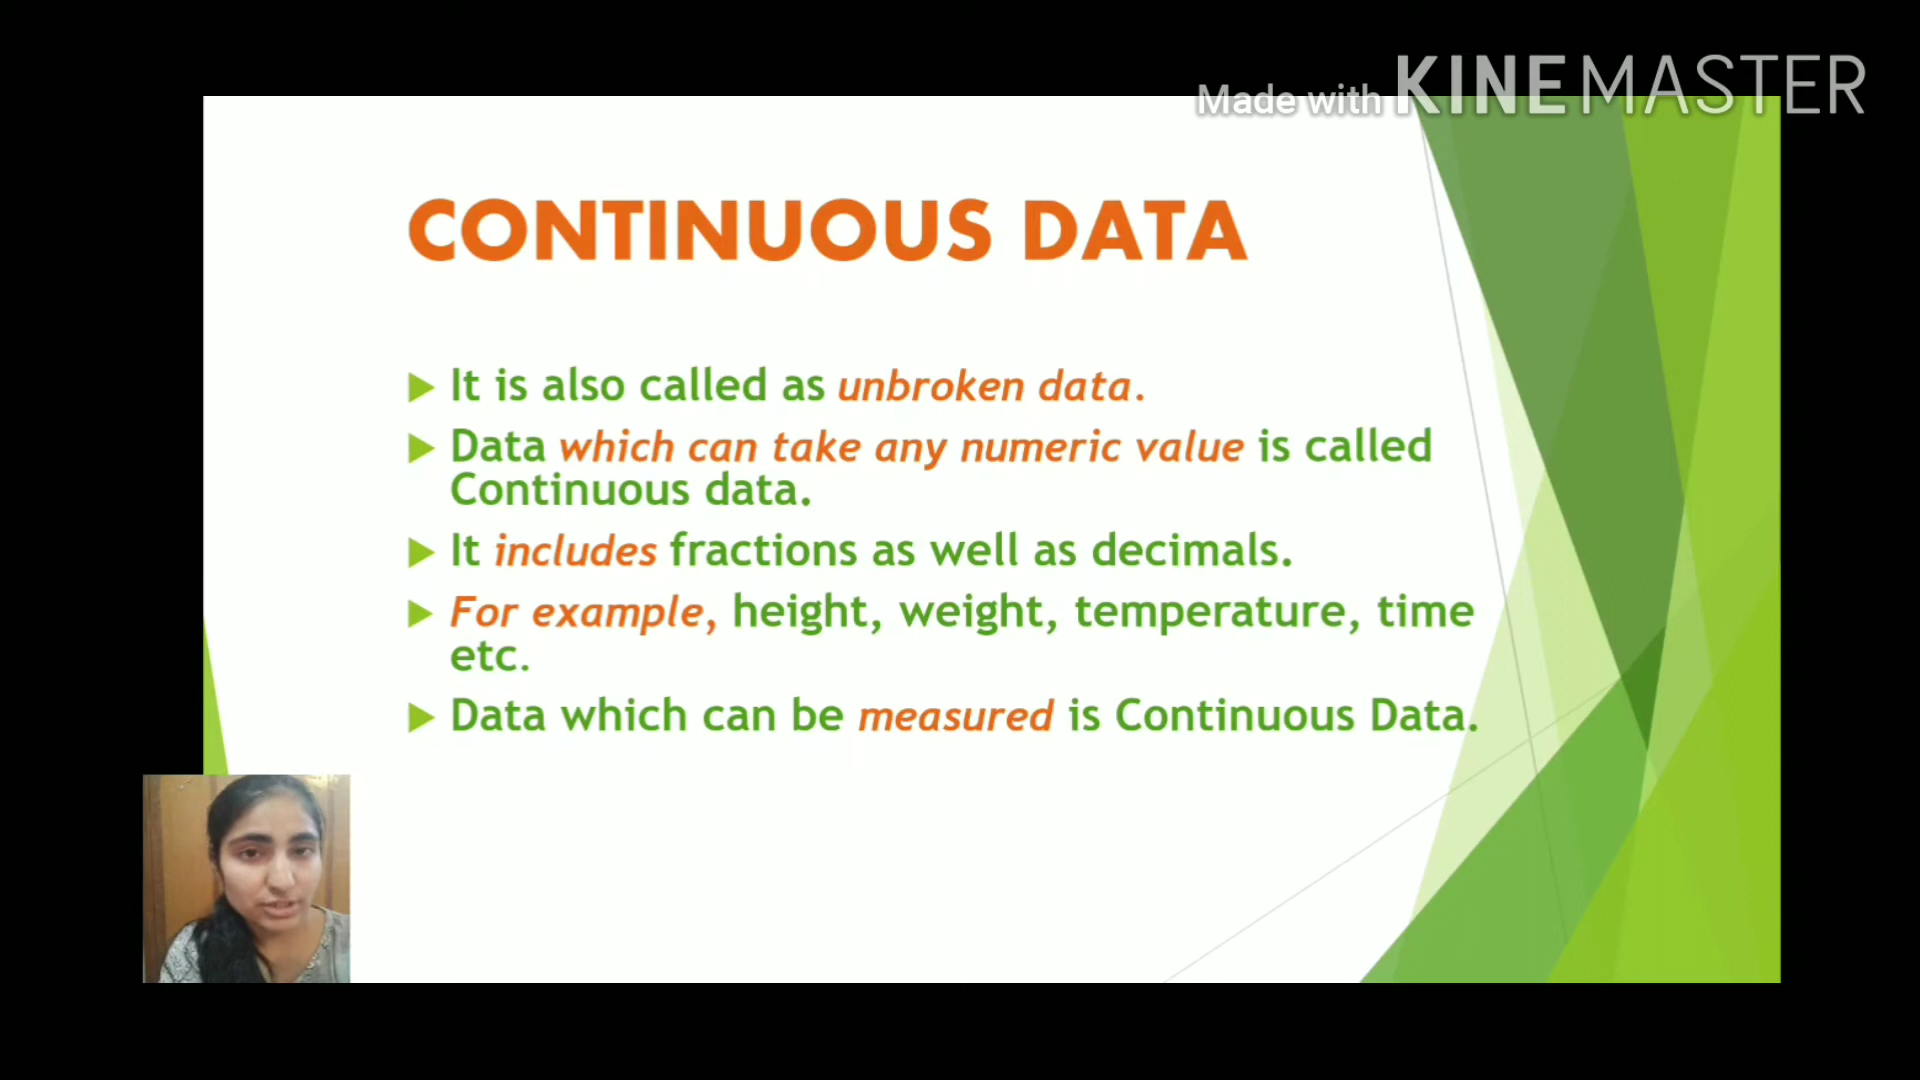 Made with KINEMASTER
CONTINUOUS DATA
It is also called as unbroken data.
Data which can take any numeric value is called
Continuous data.
It includes fractions as well as decimals.
For example, height, weight, temperature, time
etc.
Data which can be measured is Continuous Data.